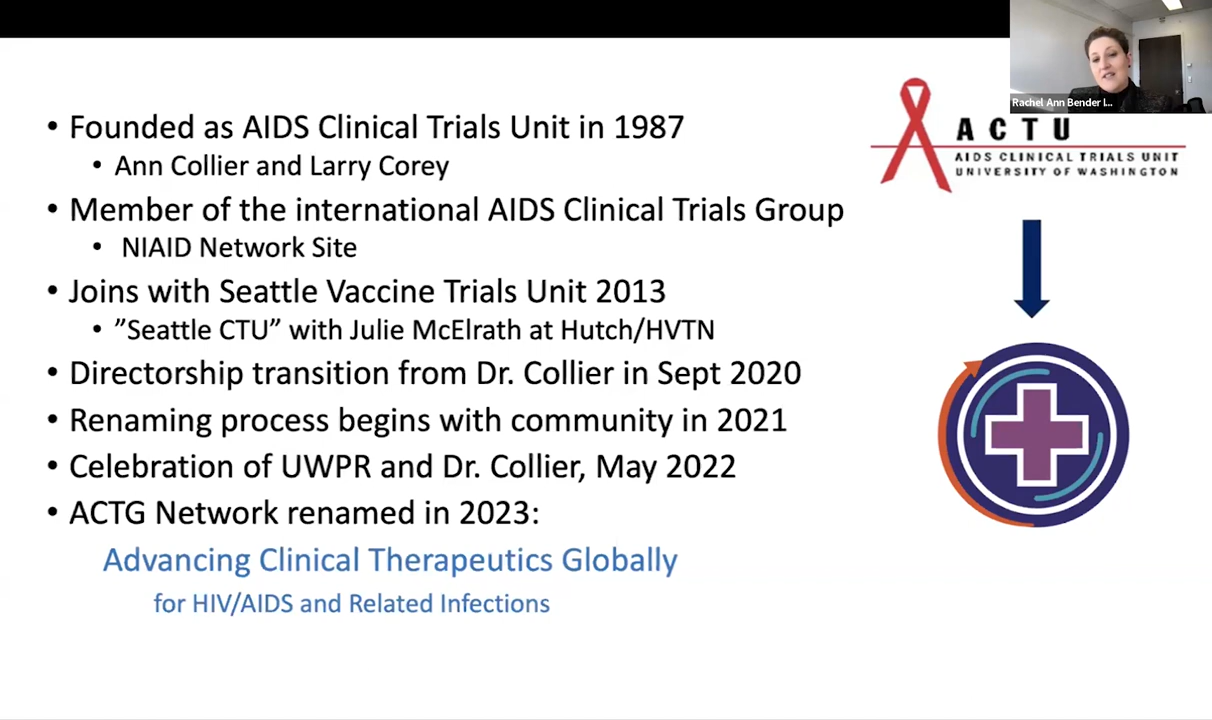 • Founded as AIDS Clinical Trials Unit in 1987
• Ann Collier and Larry Corey
• Member of the international AIDS Clinical Trials Group
• NIAID Network Site
• Joins with Seattle Vaccine Trials Unit 2013
• ”Seattle CTU” with Julie McElrath at Hutch/HVTN
• Directorship transition from Dr. Collier in Sept 2020
• Renaming process begins with community in 2021
• Celebration of UWPR and Dr. Collier, May 2022
• ACTG Network renamed in 2023:
Advancing Clinical Therapeutics Globally
for HIV/AIDS and Related Infections
Rachel Ann Bender I...
ACTU
AIDS CLINICAL TRIALS UNIT
UNIVERSITY OF WASHINGTON